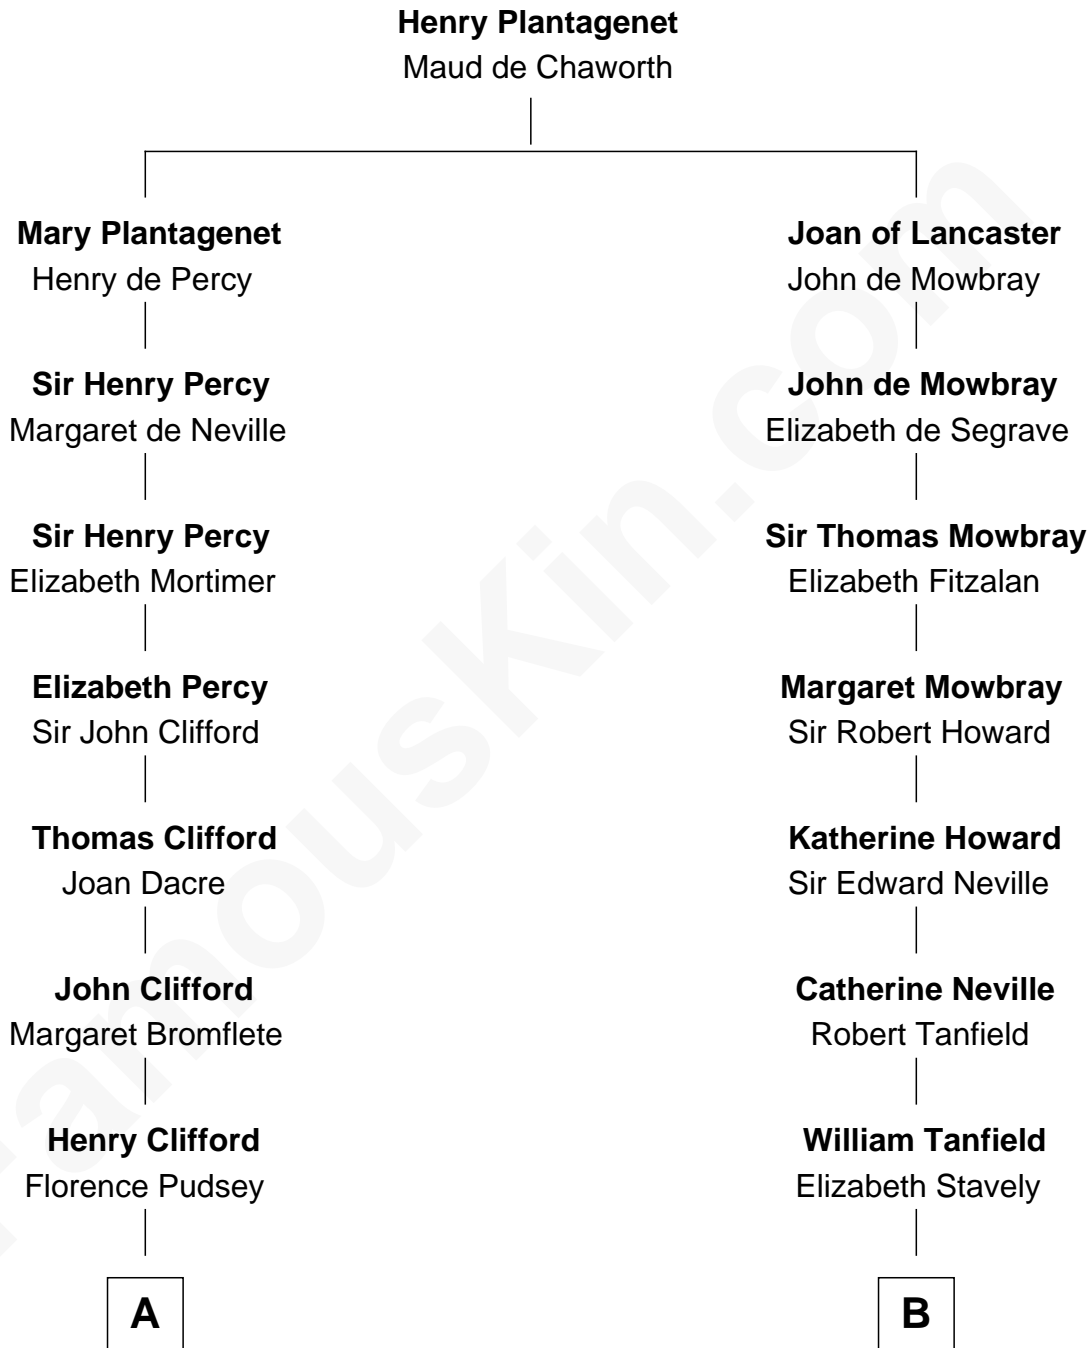 Henry Plantagenet
Maud de Chaworth
Mary Plantagenet
Henry de Percy
Sir Henry Percy
Margaret de Neville
Sir Henry Percy
Elizabeth Mortimer
Elizabeth Percy
Sir John Clifford
Thomas Clifford
Joan Dacre
John Clifford
Margaret Bromflete
Henry Clifford
Florence Pudsey
A
Joan of Lancaster
John de Mowbray
John de Mowbray
Elizabeth de Segrave
Sir Thomas Mowbray
Elizabeth Fitzalan
Margaret Mowbray
Sir Robert Howard
Katherine Howard
Sir Edward Neville
Catherine Neville
Robert Tanfield
William Tanfield
Elizabeth Stavely
B
FamousKin.com